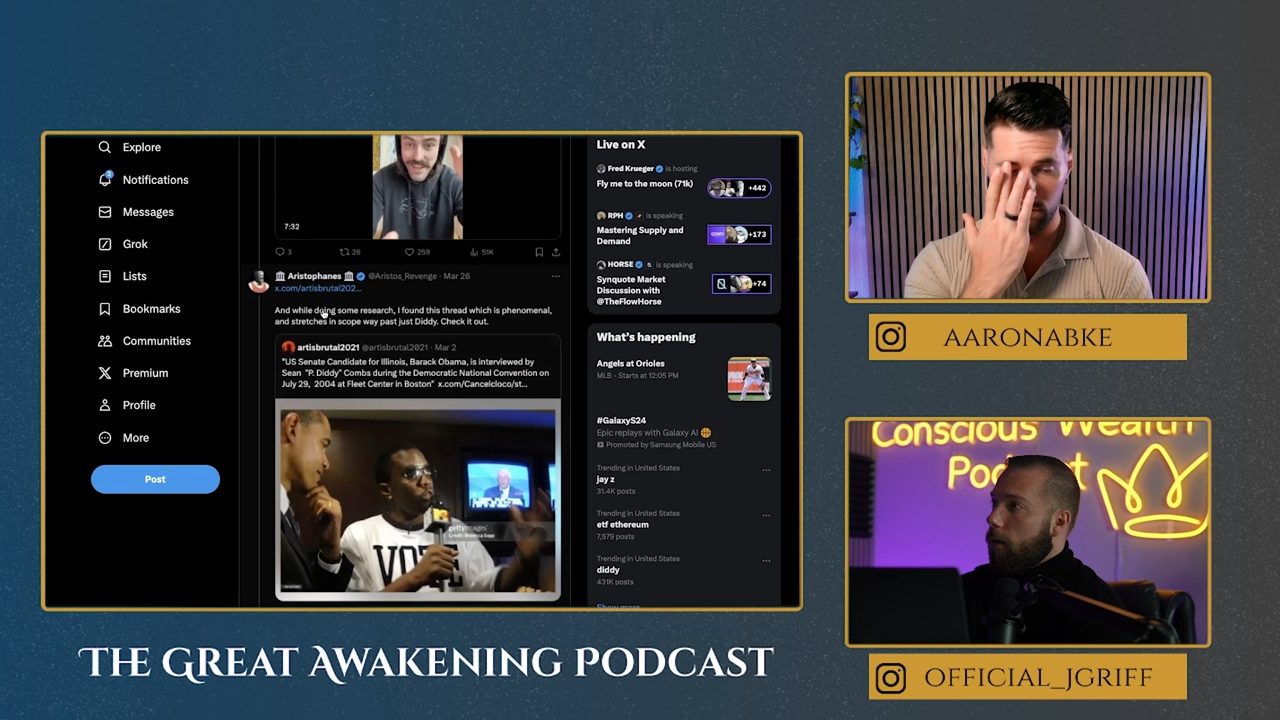 Explore
Notifications
Messages
Grok
Lists
Bookmarks
Communities
Premium
Profile
More
Post
7:32
3
26
259
51K
Aristophanes
@Aristos_Revenge · Mar 26
x.com/artisbrutal202...
And while doing some research, I found this thread which is phenomenal,
and stretches in scope way past just Diddy. Check it out.
artisbrutal2021 @artisbrutal2021 · Mar 2
"US Senate Candidate for Illinois, Barack Obama, is interviewed by
Sean "P. Diddy" Combs during the Democratic National Convention on
July 29, 2004 at Fleet Center in Boston" x.com/Cancelcloco/st...
VOTE
gettyimages
Live on X
Fred Krueger is hosting
Fly me to the moon (71k)
+442
RPH is speaking
Mastering Supply and
Demand
+173
HORSE is speaking
Synquote Market
Discussion with
@TheFlowHorse
+74
What's happening
Angels at Orioles
MLB · Starts at 12:05 PM
#GalaxyS24
Epic replays with Galaxy AI
Promoted by Samsung Mobile US
Trending in United States
jay z
31.4K posts
Trending in United States
etf ethereum
7,579 posts
Trending in United States
diddy
431K posts
Show more
AARONABKE
Conscious Wealth
Podcast
OFFICIAL_JGRIFF
THE GREAT AWAKENING PODCAST